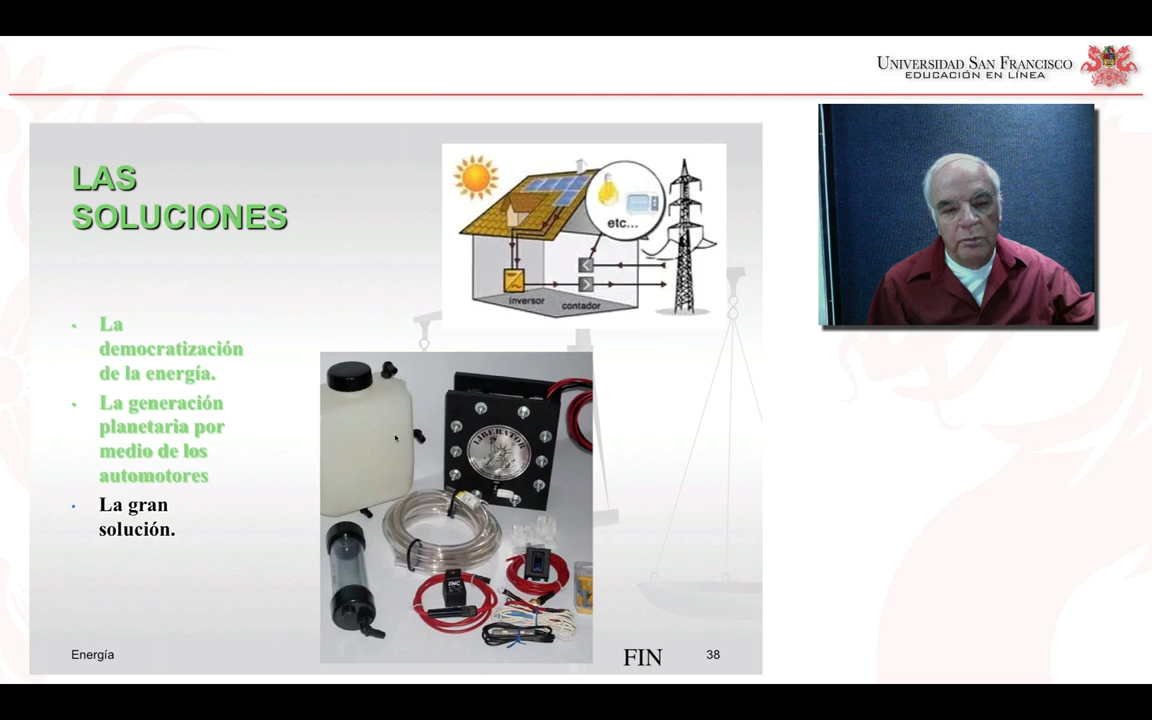 UNIVERSIDAD SAN FRANCISCO
EDUCACIÓN EN LÍNEA
LAS
SOLUCIONES
etc...
inversor
contador
La
democratización
de la energía.
La generación
planetaria por
medio de los
automotores
La gran
solución.
LIBERATOR
Energía
FIN
38